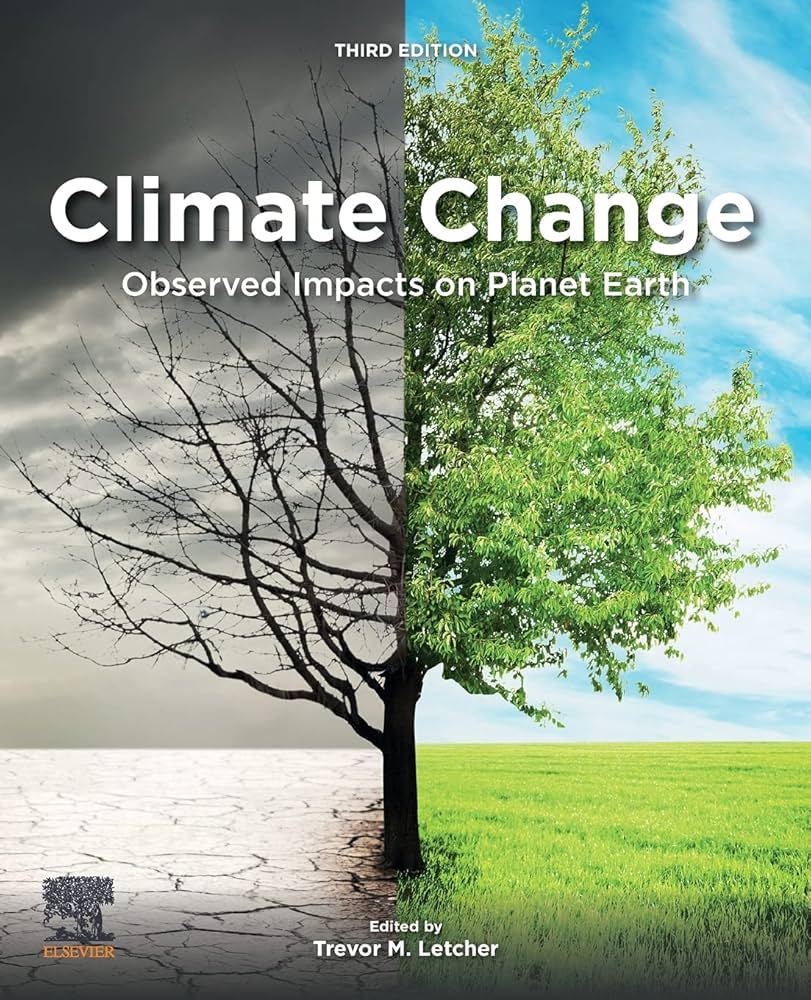 THIRD EDITION
Climate Change
Observed Impacts on Planet Earth
Edited by
Trevor M. Letcher
ELSEVIER